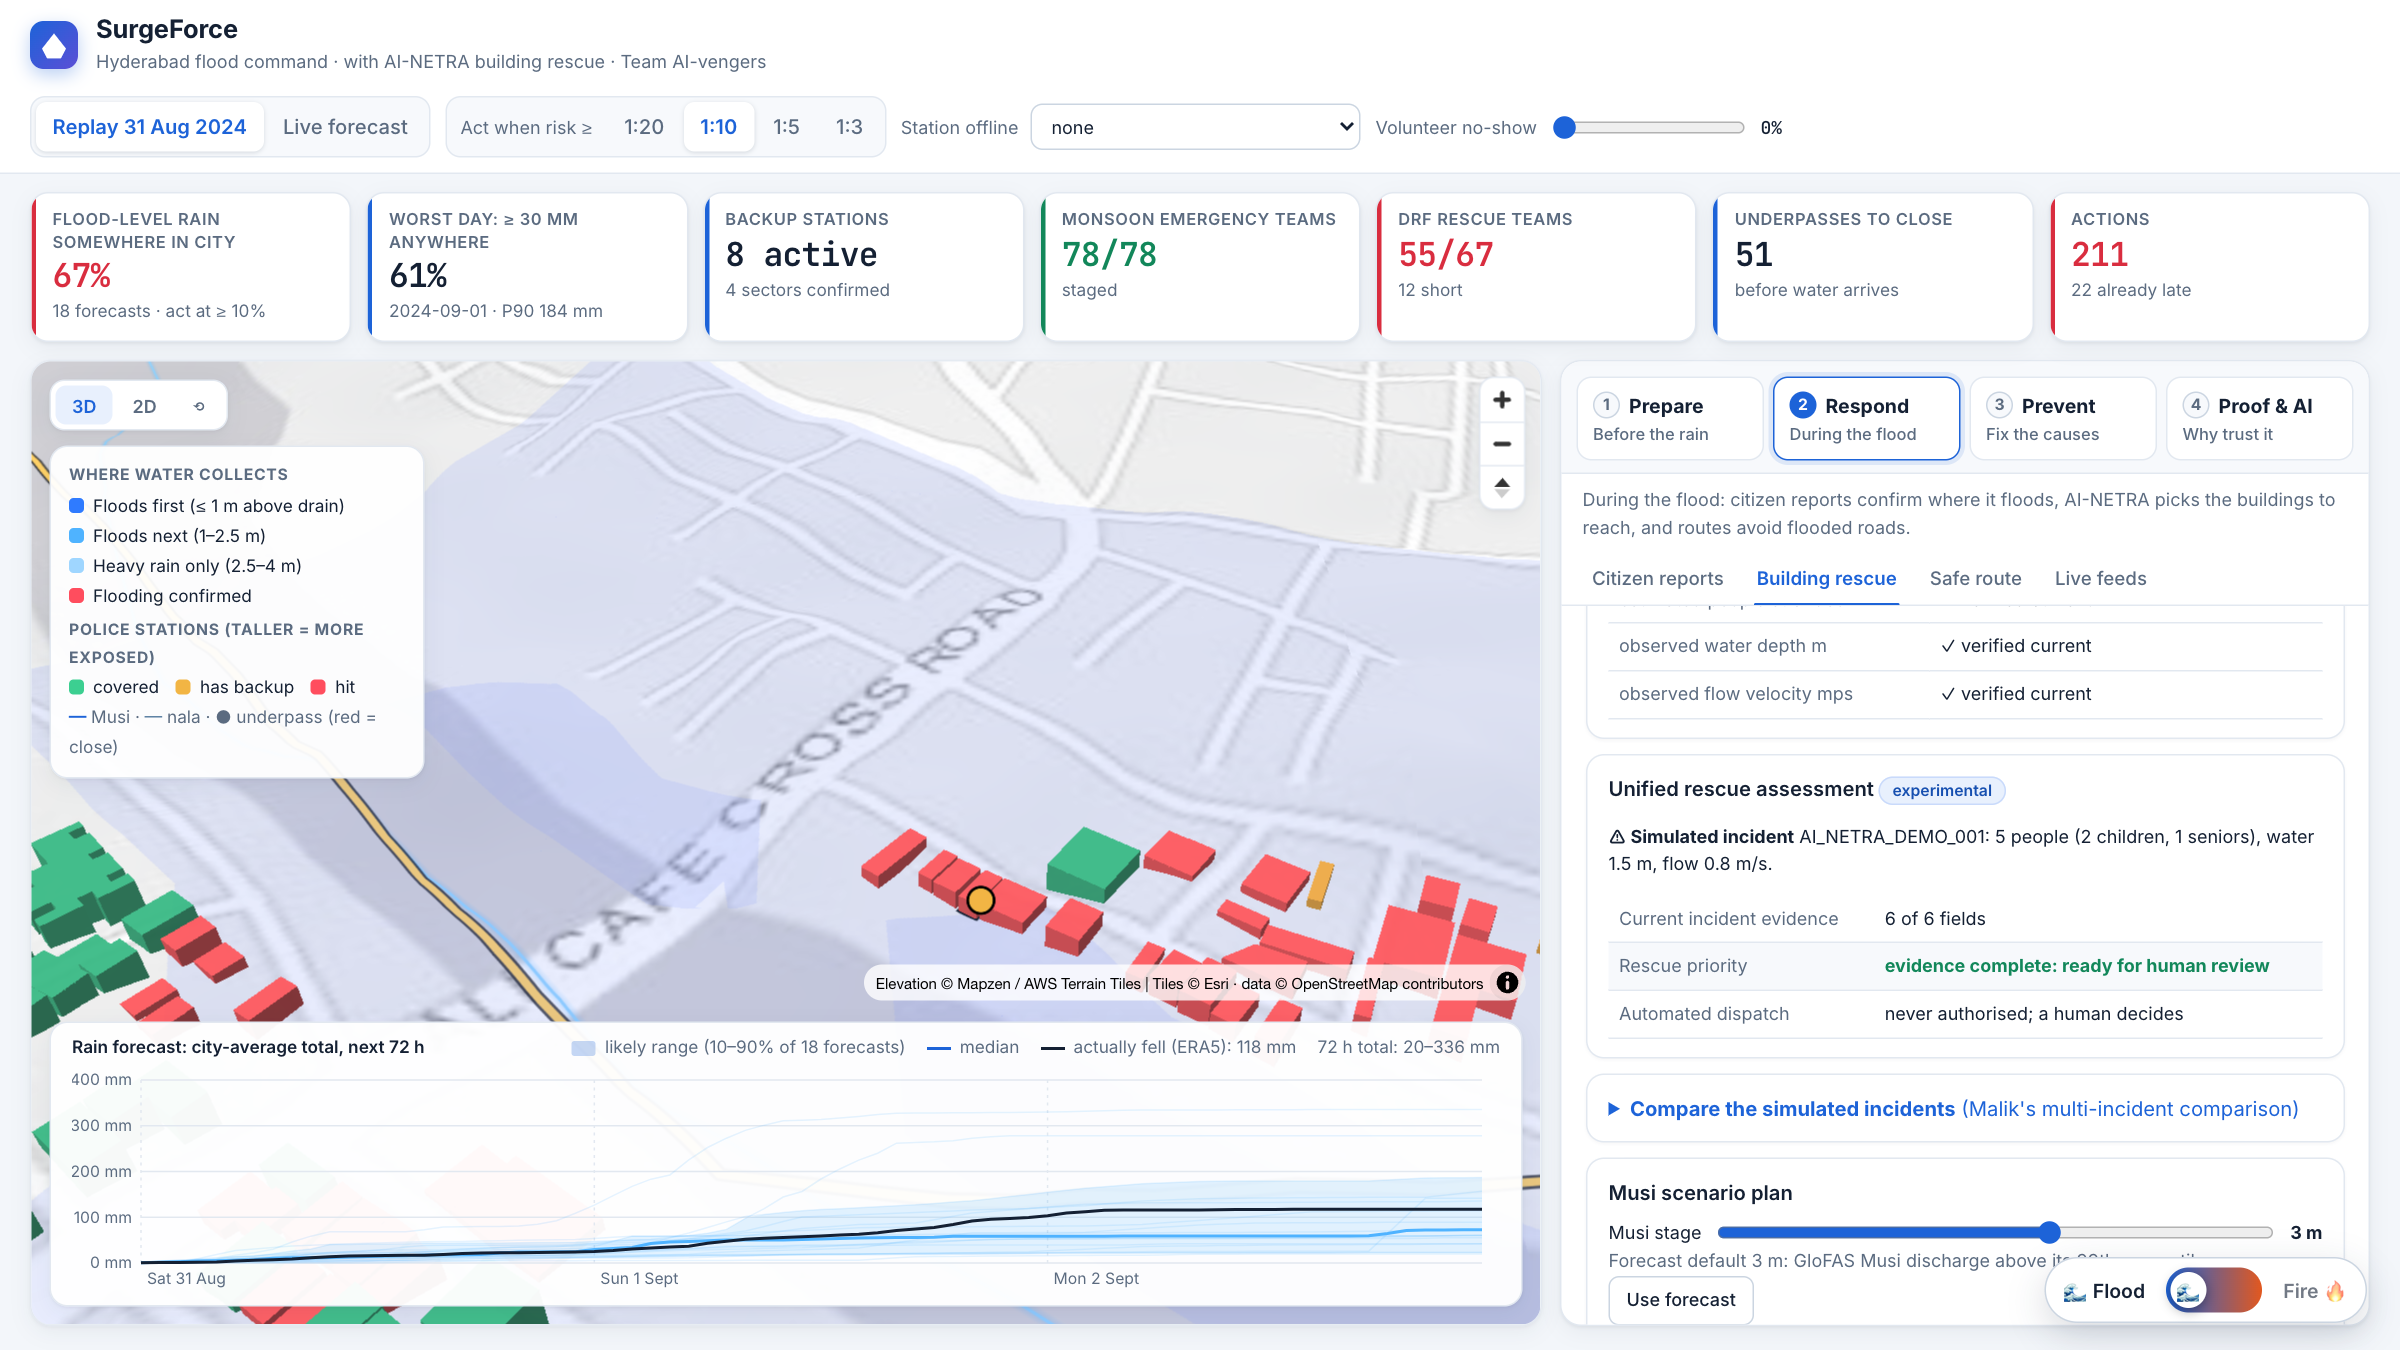 SurgeForce
Hyderabad flood command · with AI-NETRA building rescue · Team AI-vengers
Replay 31 Aug 2024
Live forecast
Act when risk ≥ 1:20 1:10 1:5 1:3
Station offline none
Volunteer no-show 0%
FLOOD-LEVEL RAIN
SOMEWHERE IN CITY
67%
18 forecasts · act at ≥ 10%
WORST DAY: ≥ 30 MM
ANYWHERE
61%
2024-09-01 · P90 184 mm
BACKUP STATIONS
8 active
4 sectors confirmed
MONSOON EMERGENCY TEAMS
78/78
staged
DRF RESCUE TEAMS
55/67
12 short
UNDERPASSES TO CLOSE
51
before water arrives
ACTIONS
211
22 already late
3D 2D
WHERE WATER COLLECTS
Floods first (≤ 1 m above drain)
Floods next (1–2.5 m)
Heavy rain only (2.5–4 m)
Flooding confirmed
POLICE STATIONS (TALLER = MORE
EXPOSED)
covered has backup hit
Musi · nala · underpass (red =
close)
CAFE CROSS ROAD
Elevation © Mapzen / AWS Terrain Tiles | Tiles © Esri · data © OpenStreetMap contributors
Rain forecast: city-average total, next 72 h
likely range (10–90% of 18 forecasts) median actually fell (ERA5): 118 mm 72 h total: 20–336 mm
400 mm
300 mm
200 mm
100 mm
0 mm
Sat 31 Aug Sun 1 Sept Mon 2 Sept
1 Prepare
Before the rain
2 Respond
During the flood
3 Prevent
Fix the causes
4 Proof & AI
Why trust it
During the flood: citizen reports confirm where it floods, AI-NETRA picks the buildings to
reach, and routes avoid flooded roads.
Citizen reports Building rescue Safe route Live feeds
observed water depth m ✓ verified current
observed flow velocity mps ✓ verified current
Unified rescue assessment experimental
⚠ Simulated incident AI_NETRA_DEMO_001: 5 people (2 children, 1 seniors), water
1.5 m, flow 0.8 m/s.
Current incident evidence 6 of 6 fields
Rescue priority evidence complete: ready for human review
Automated dispatch never authorised; a human decides
▶ Compare the simulated incidents (Malik's multi-incident comparison)
Musi scenario plan
Musi stage 3 m
Forecast default 3 m: GloFAS Musi discharge above its
Use forecast
🌊 Flood 🌊 Fire 🔥